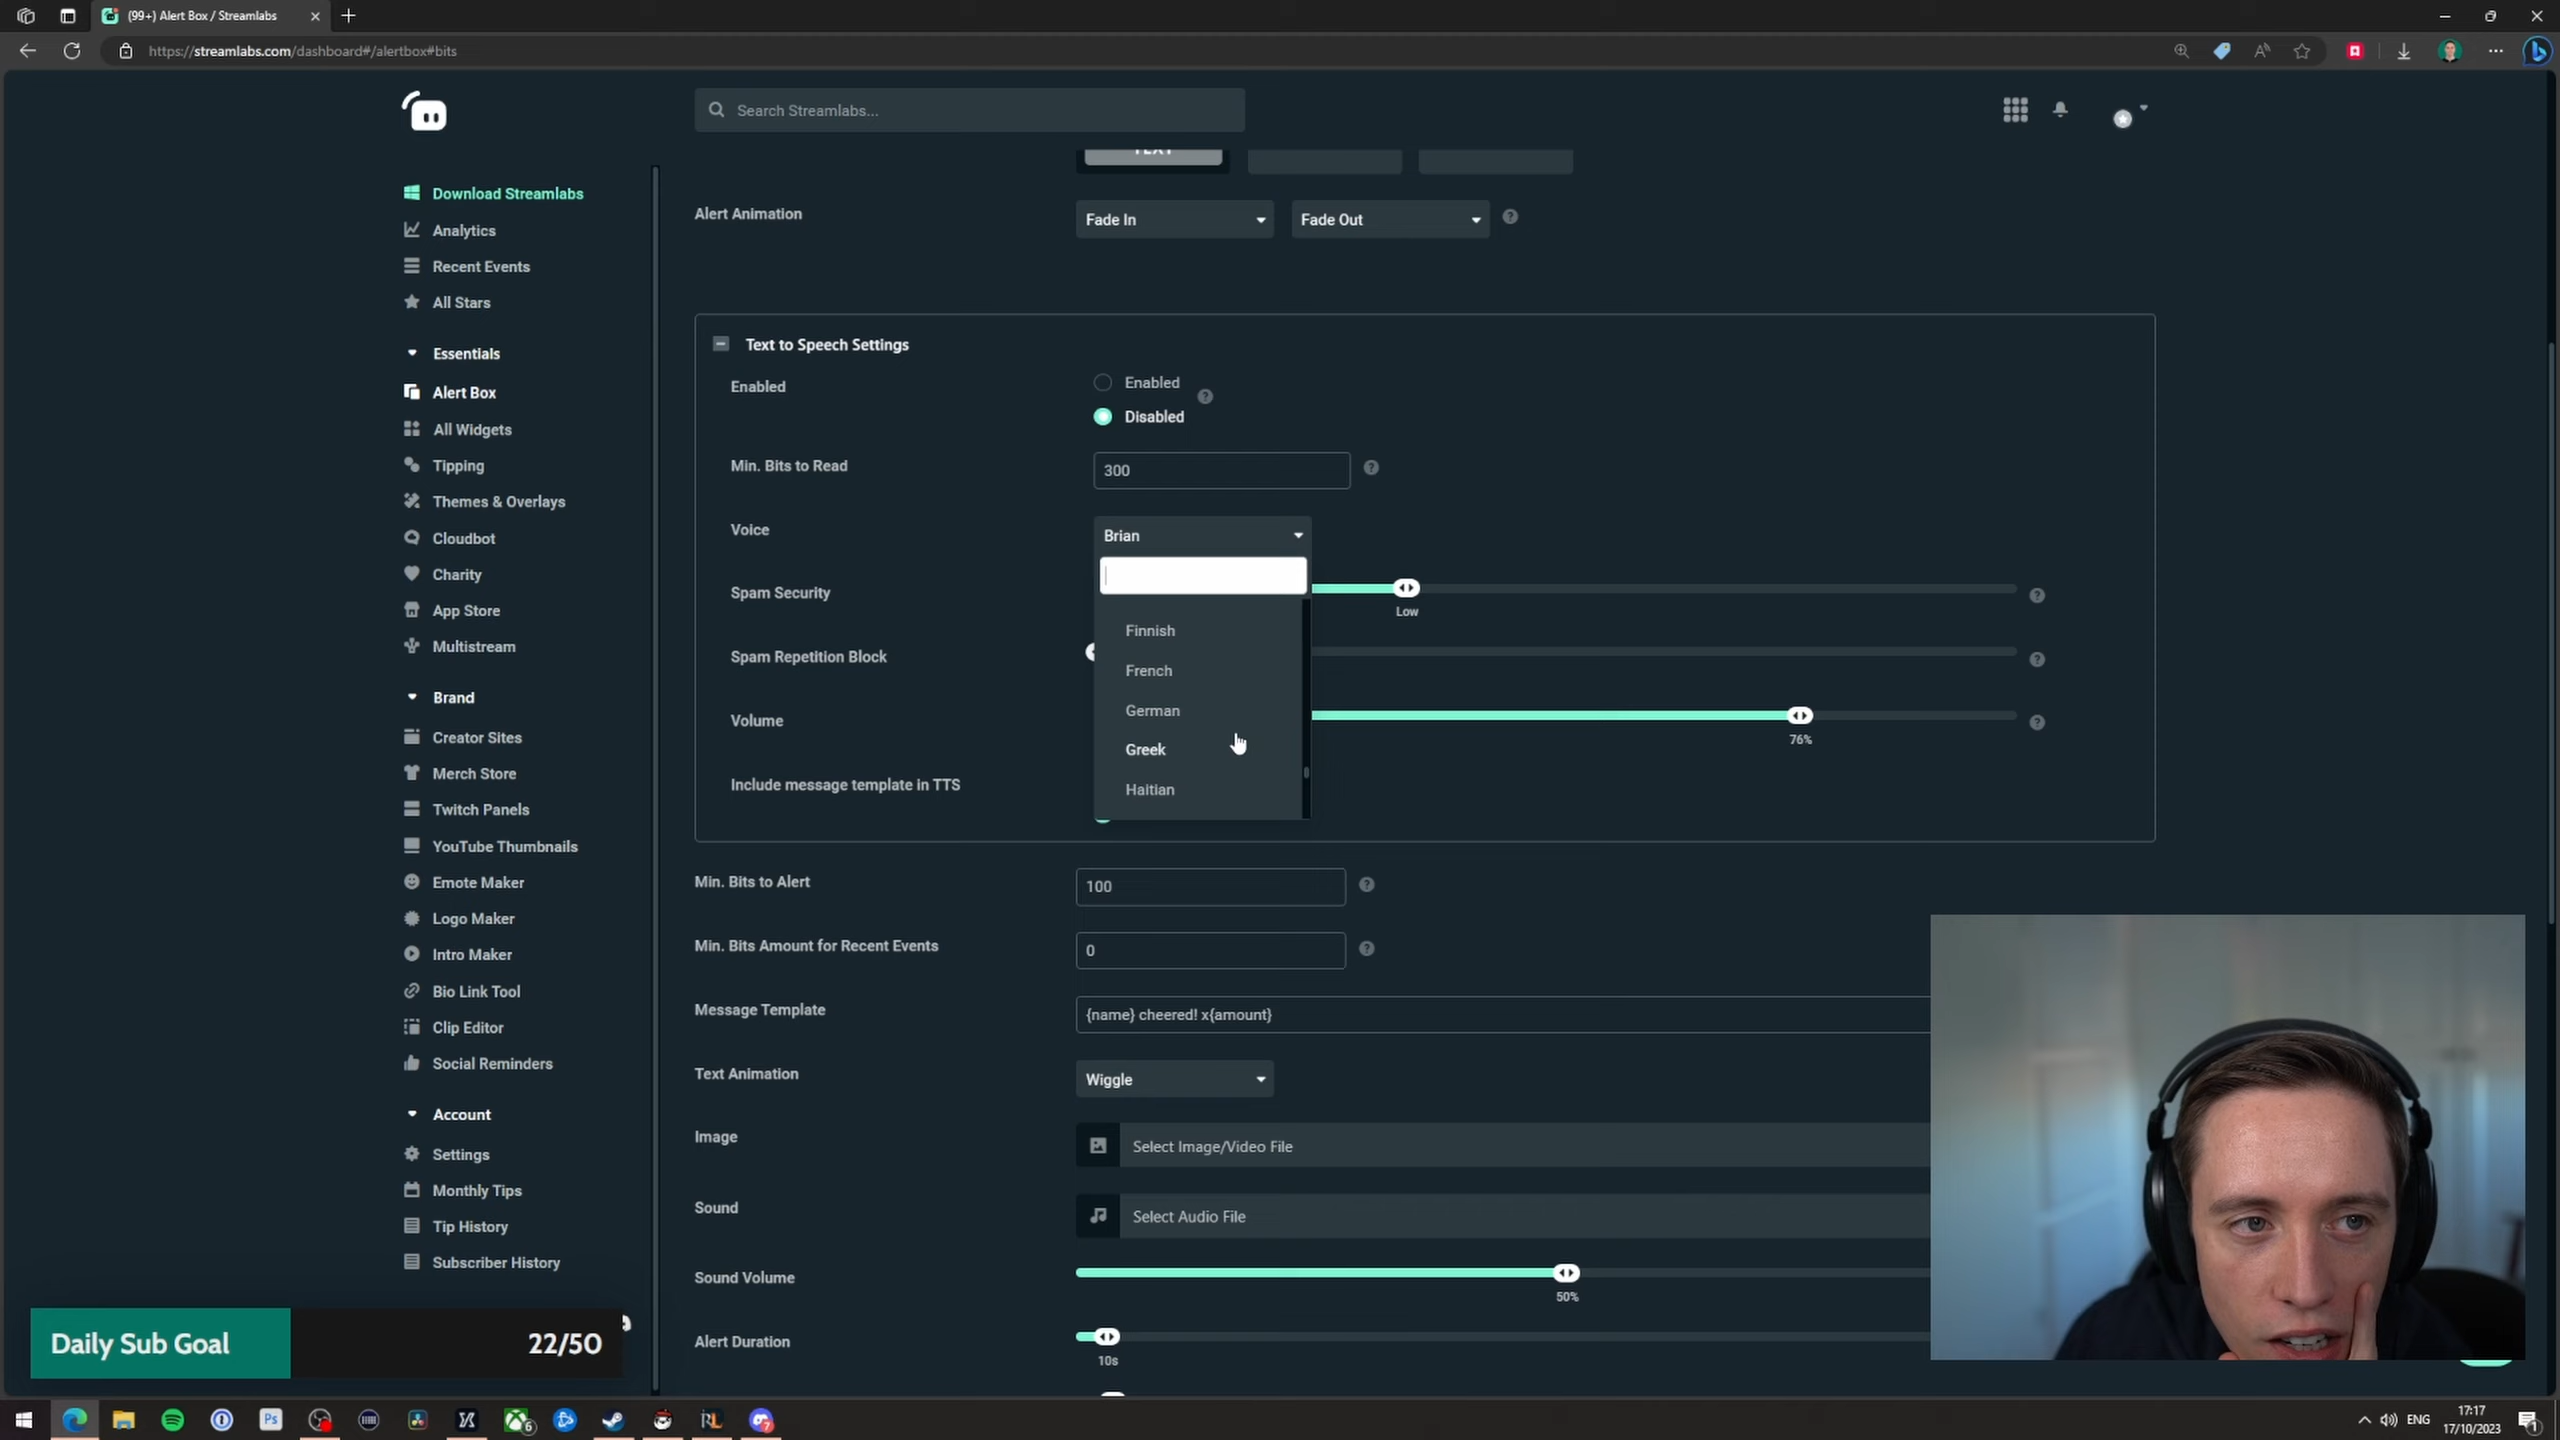 (99+) Alert Box / Streamlabs
https://streamlabs.com/dashboard#/alertbox#bits
Search Streamlabs...
Download Streamlabs
Analytics
Recent Events
All Stars
Essentials
Alert Box
All Widgets
Tipping
Themes & Overlays
Cloudbot
Charity
App Store
Multistream
Brand
Creator Sites
Merch Store
Twitch Panels
YouTube Thumbnails
Emote Maker
Logo Maker
Intro Maker
Bio Link Tool
Clip Editor
Social Reminders
Account
Settings
Monthly Tips
Tip History
Subscriber History
Daily Sub Goal 22/50
TEXT
Alert Animation Fade In Fade Out
Text to Speech Settings
Enabled Enabled
Disabled
Min. Bits to Read 300
Voice Brian
Spam Security Low
Finnish
Spam Repetition Block
French
German
Volume 76%
Greek
Include message template in TTS
Haitian
Min. Bits to Alert 100
Min. Bits Amount for Recent Events 0
Message Template {name} cheered! x{amount}
Text Animation Wiggle
Image Select Image/Video File
Sound Select Audio File
Sound Volume 50%
Alert Duration 10s
Ps
6
RL
7
ENG
17:17
17/10/2023
1